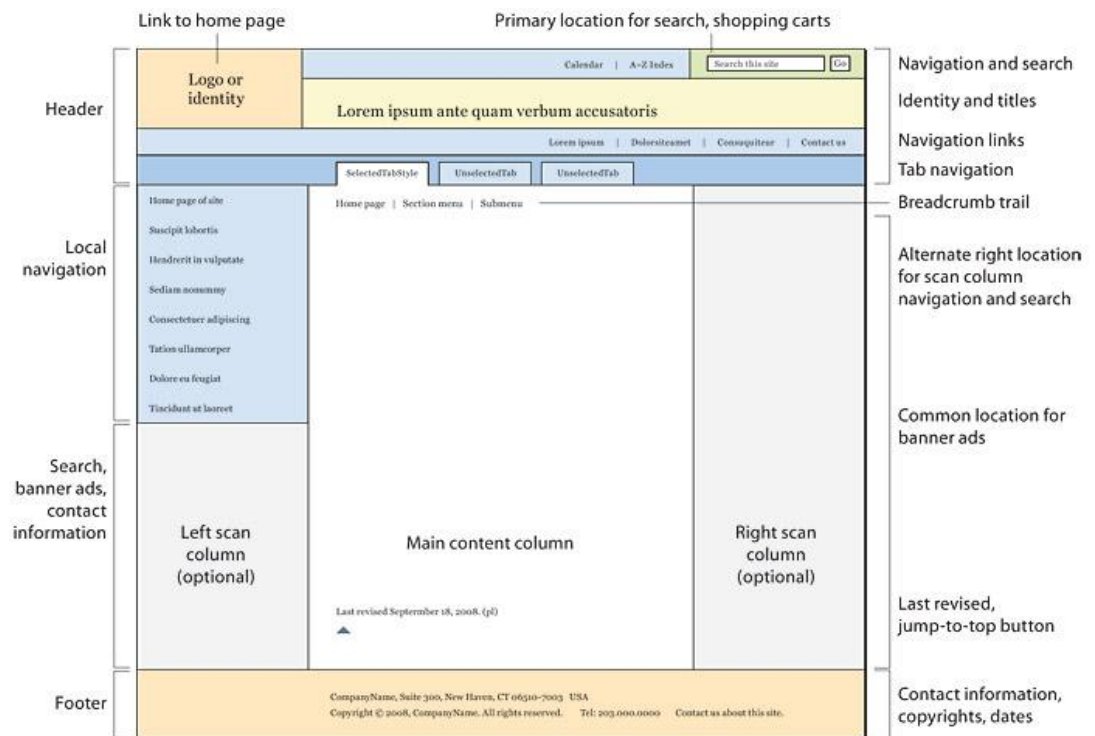 Link to home page
Primary location for search, shopping carts
Header
Logo or
identity
Calendar | A–Z Index
Search this site Go
Lorem ipsum ante quam verbum accusatoris
Lorem ipsum | Dolorsiteamet | Consuquiteur | Contact us
SelectedTabStyle UnselectedTab UnselectedTab
Navigation and search
Identity and titles
Navigation links
Tab navigation
Breadcrumb trail
Local
navigation
Home page of site
Suscipit lobortis
Hendrerit in vulputate
Sediam nonummy
Consectetuer adipiscing
Tation ullamcorper
Dolore eu feugiat
Tincidunt ut laoreet
Home page | Section menu | Submenu
Alternate right location
for scan column
navigation and search
Common location for
banner ads
Search,
banner ads,
contact
information
Left scan
column
(optional)
Main content column
Right scan
column
(optional)
Last revised Septermber 18, 2008. (pl)
Last revised,
jump-to-top button
Footer
CompanyName, Suite 300, New Haven, CT 06510–7003 USA
Copyright © 2008, CompanyName. All rights reserved. Tel: 203.000.0000 Contact us about this site.
Contact information,
copyrights, dates